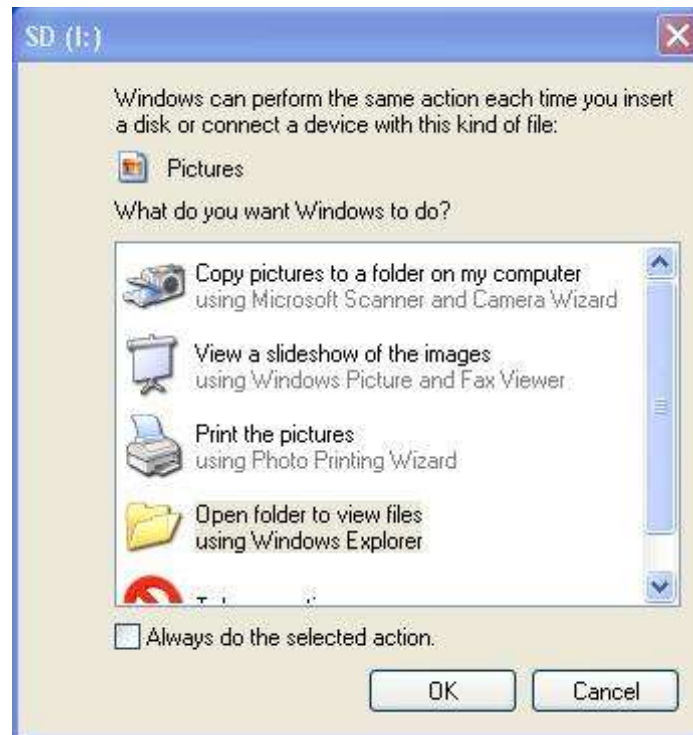 SD (I:)
Windows can perform the same action each time you insert
a disk or connect a device with this kind of file:
Pictures
What do you want Windows to do?
Copy pictures to a folder on my computer
using Microsoft Scanner and Camera Wizard
View a slideshow of the images
using Windows Picture and Fax Viewer
Print the pictures
using Photo Printing Wizard
Open folder to view files
using Windows Explorer
Always do the selected action.
OK
Cancel